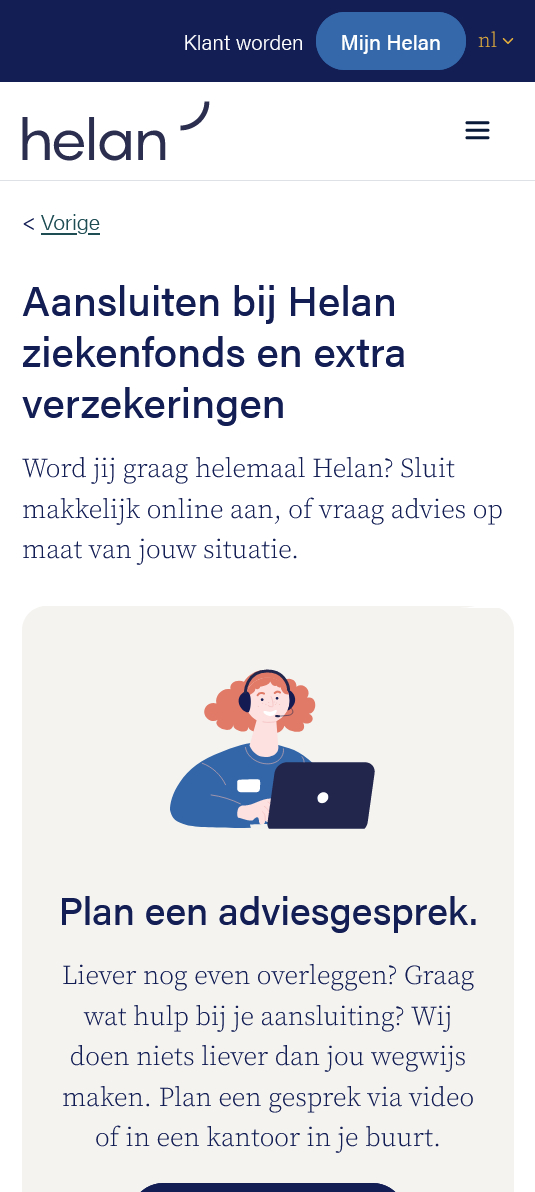 Klant worden Mijn Helan nl
helan
< Vorige
Aansluiten bij Helan
ziekenfonds en extra
verzekeringen
Word jij graag helemaal Helan? Sluit
makkelijk online aan, of vraag advies op
maat van jouw situatie.
Plan een adviesgesprek.
Liever nog even overleggen? Graag
wat hulp bij je aansluiting? Wij
doen niets liever dan jou wegwijs
maken. Plan een gesprek via video
of in een kantoor in je buurt.